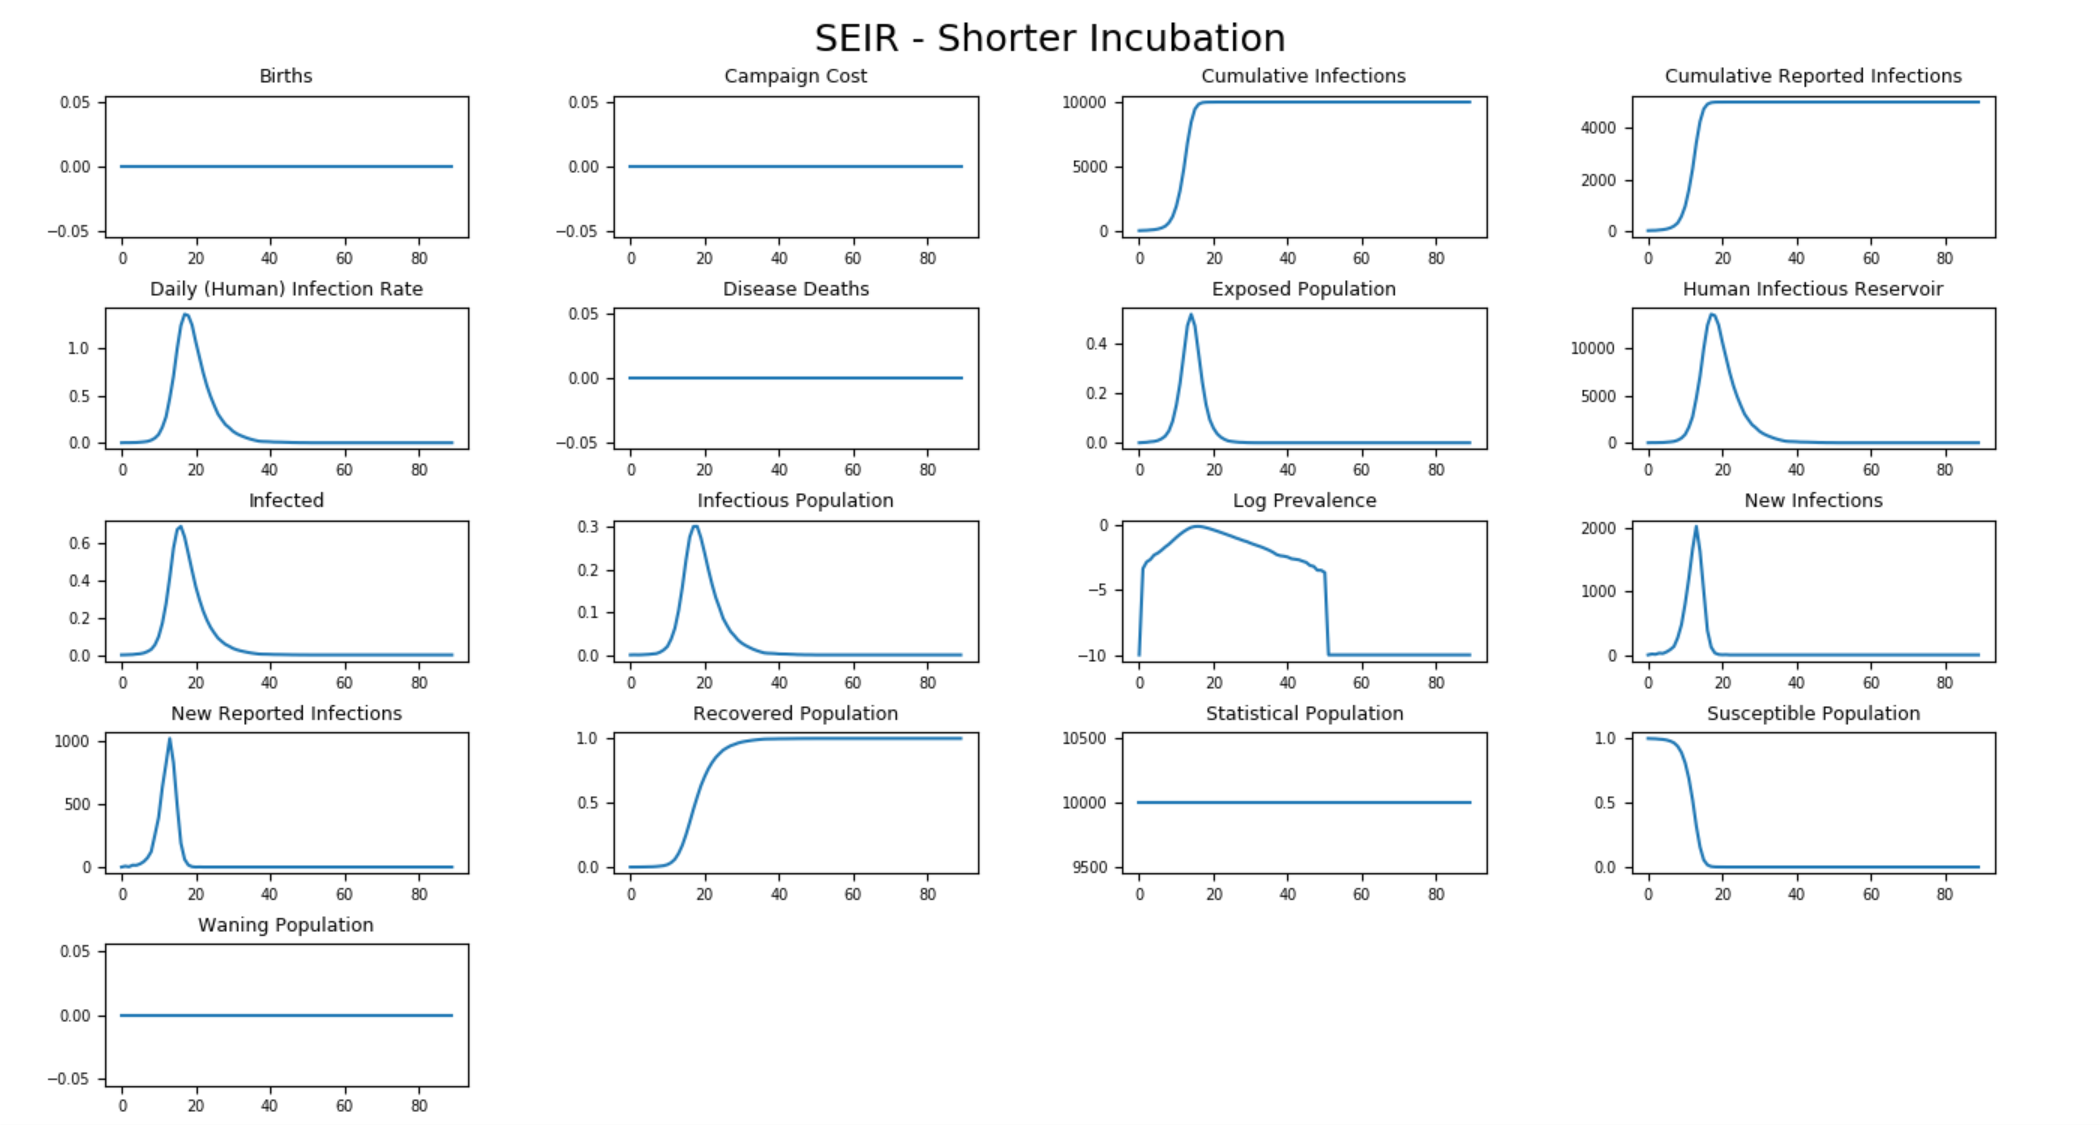 SEIR - Shorter Incubation
Births
Campaign Cost
Cumulative Infections
Cumulative Reported Infections
0.05
0.00
−0.05
0 20 40 60 80
0.05
0.00
−0.05
0 20 40 60 80
10000
5000
0
0 20 40 60 80
4000
2000
0
0 20 40 60 80
Daily (Human) Infection Rate
Disease Deaths
Exposed Population
Human Infectious Reservoir
1.0
0.5
0.0
0 20 40 60 80
0.05
0.00
−0.05
0 20 40 60 80
0.4
0.2
0.0
0 20 40 60 80
10000
5000
0
0 20 40 60 80
Infected
Infectious Population
Log Prevalence
New Infections
0.6
0.4
0.2
0.0
0 20 40 60 80
0.3
0.2
0.1
0.0
0 20 40 60 80
0
−5
−10
0 20 40 60 80
2000
1000
0
0 20 40 60 80
New Reported Infections
Recovered Population
Statistical Population
Susceptible Population
1000
500
0
0 20 40 60 80
1.0
0.5
0.0
0 20 40 60 80
10500
10000
9500
0 20 40 60 80
1.0
0.5
0.0
0 20 40 60 80
Waning Population
0.05
0.00
−0.05
0 20 40 60 80